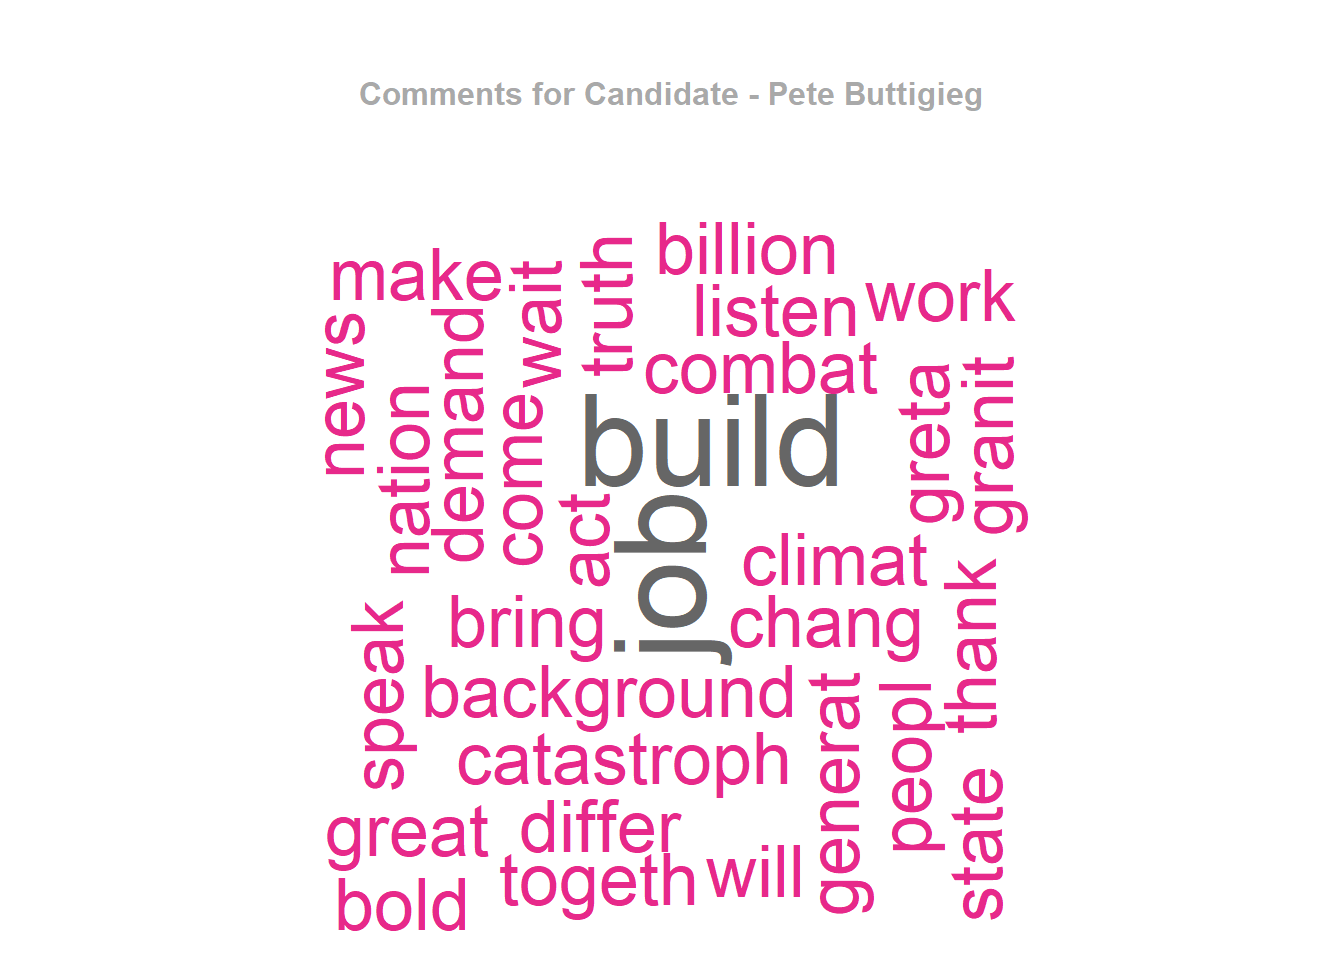 Comments for Candidate - Pete Buttigieg
billion
make
wait
truth
listen
work
news
demand
combat
nation
come
build
greta
granit
act
job
climat
bring
chang
thank
speak
background
generat
peopl
catastroph
state
great
differ
togeth
will
bold